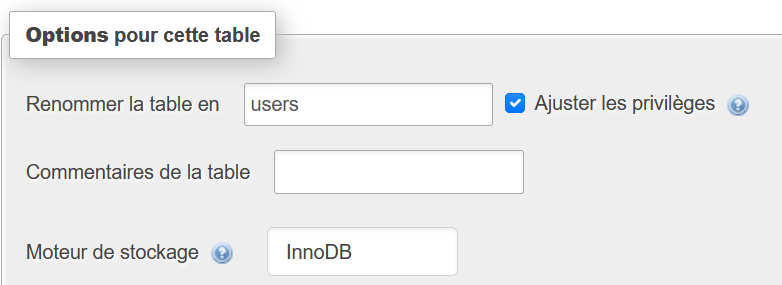 Options pour cette table
Renommer la table en users Ajuster les privilèges
Commentaires de la table
Moteur de stockage InnoDB